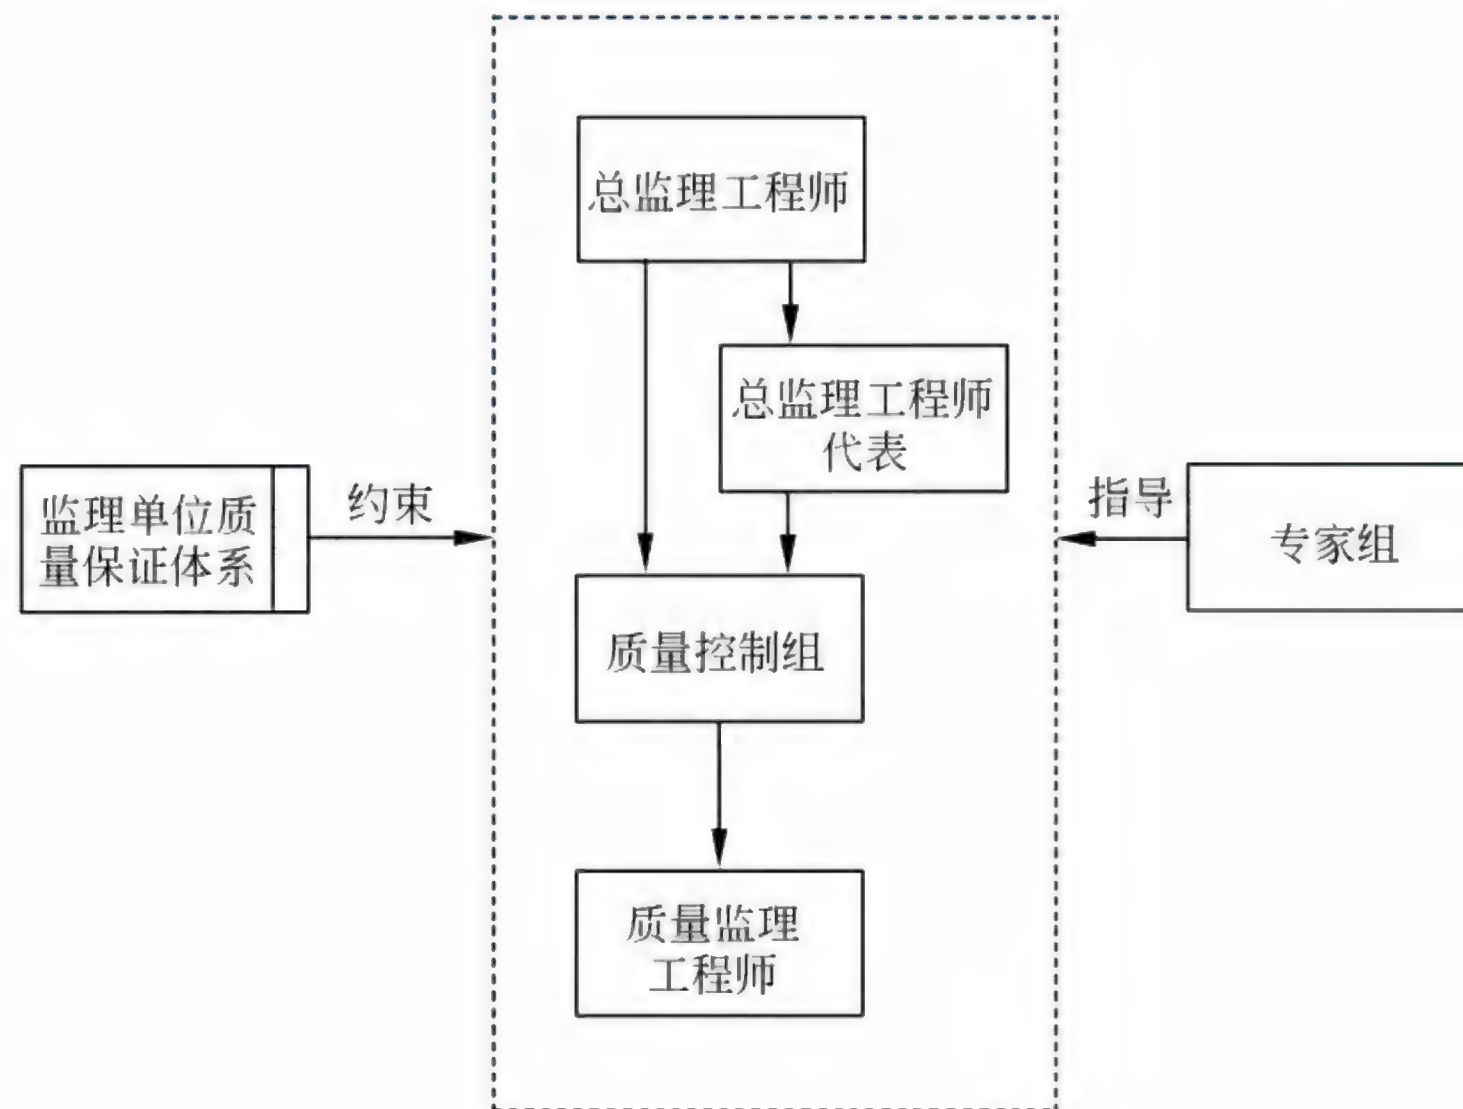 总监理工程师
总监理工程师
代表
监理单位质
量保证体系
约束
指导
专家组
质量控制组
质量监理
工程师